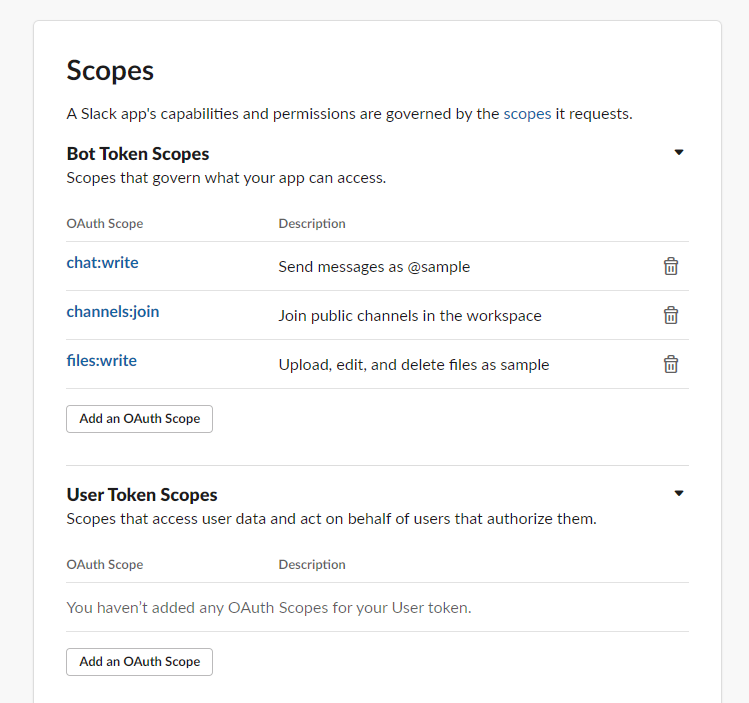 Scopes
A Slack app's capabilities and permissions are governed by the scopes it requests.
Bot Token Scopes
Scopes that govern what your app can access.
OAuth Scope Description
chat:write Send messages as @sample
channels:join Join public channels in the workspace
files:write Upload, edit, and delete files as sample
Add an OAuth Scope
User Token Scopes
Scopes that access user data and act on behalf of users that authorize them.
OAuth Scope Description
You haven't added any OAuth Scopes for your User token.
Add an OAuth Scope